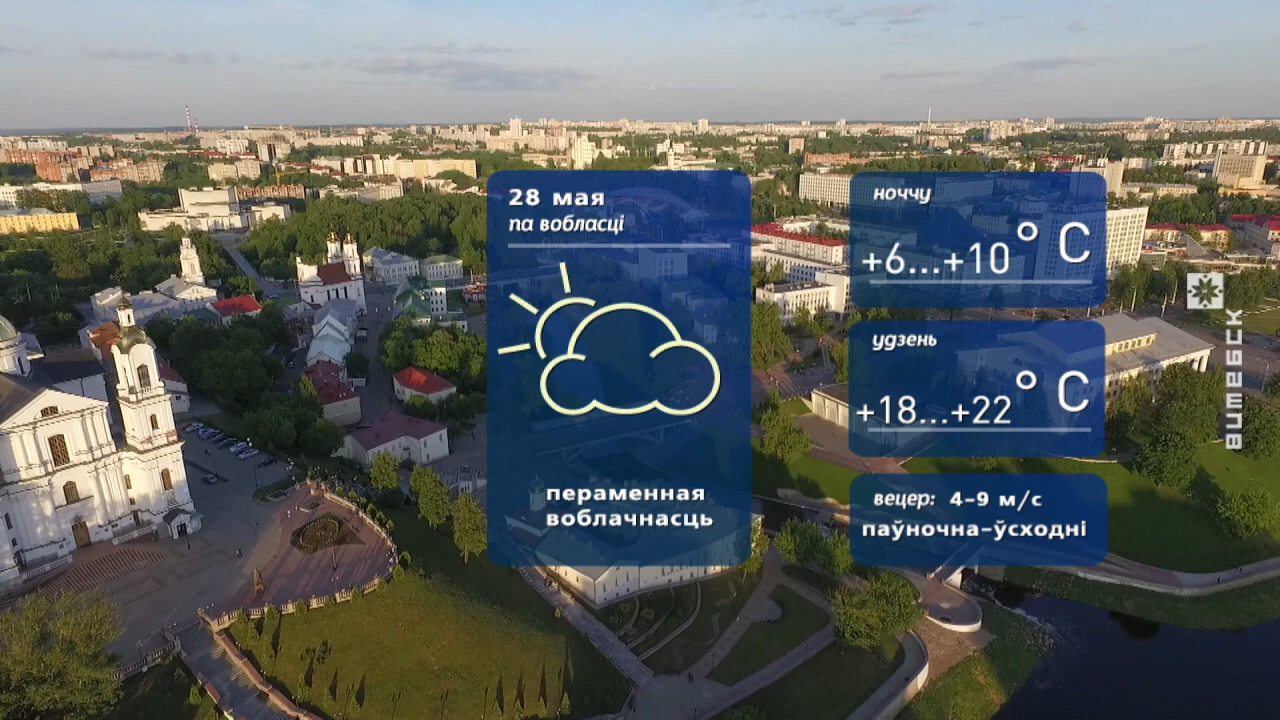 28 мая
па вобласці
пераменная
воблачнасць
ноччу
+6...+10 °C
удзень
+18...+22 °C
вецер: 4-9 м/с
паўночна-ўсходні
витебск